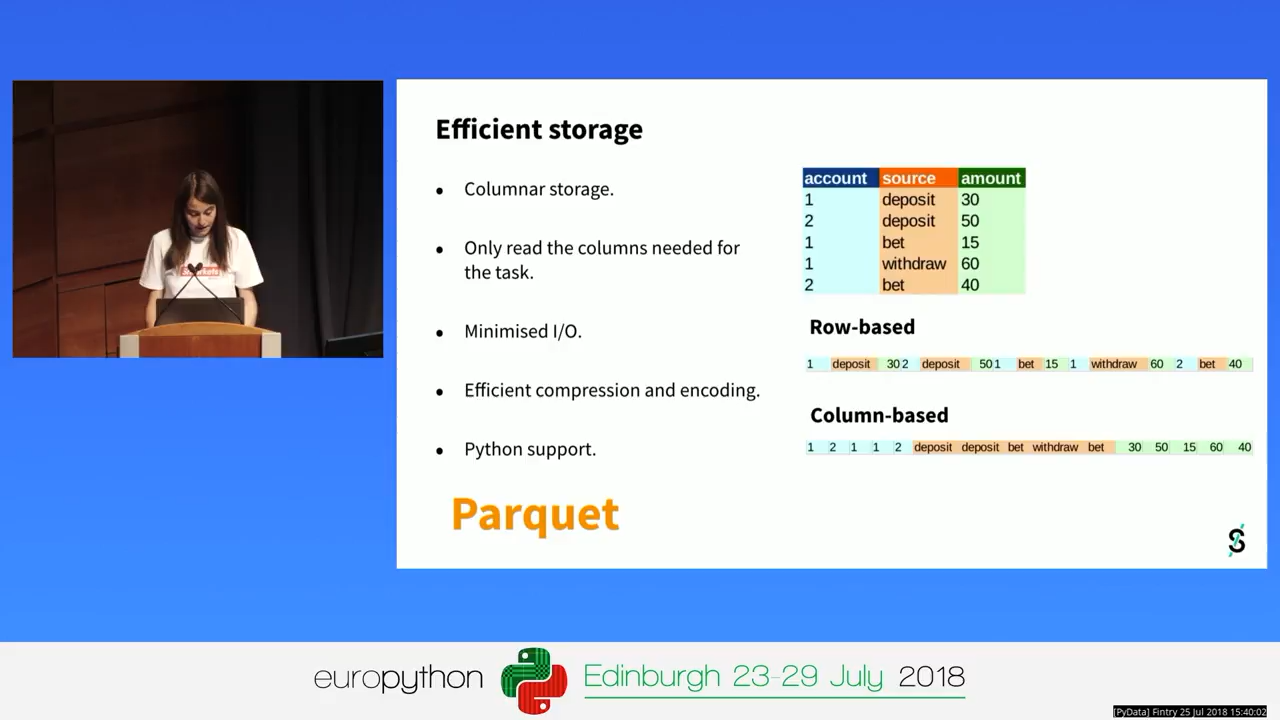 Efficient storage
• Columnar storage.
• Only read the columns needed for
the task.
• Minimised I/O.
• Efficient compression and encoding.
• Python support.
Parquet
account source amount
1 deposit 30
2 deposit 50
1 bet 15
1 withdraw 60
2 bet 40
Row-based
1 deposit 30 2 deposit 50 1 bet 15 1 withdraw 60 2 bet 40
Column-based
1 2 1 1 2 deposit deposit bet withdraw bet 30 50 15 60 40
europython Edinburgh 23-29 July 2018
[PyData] Fintry 25 Jul 2018 15:40:02